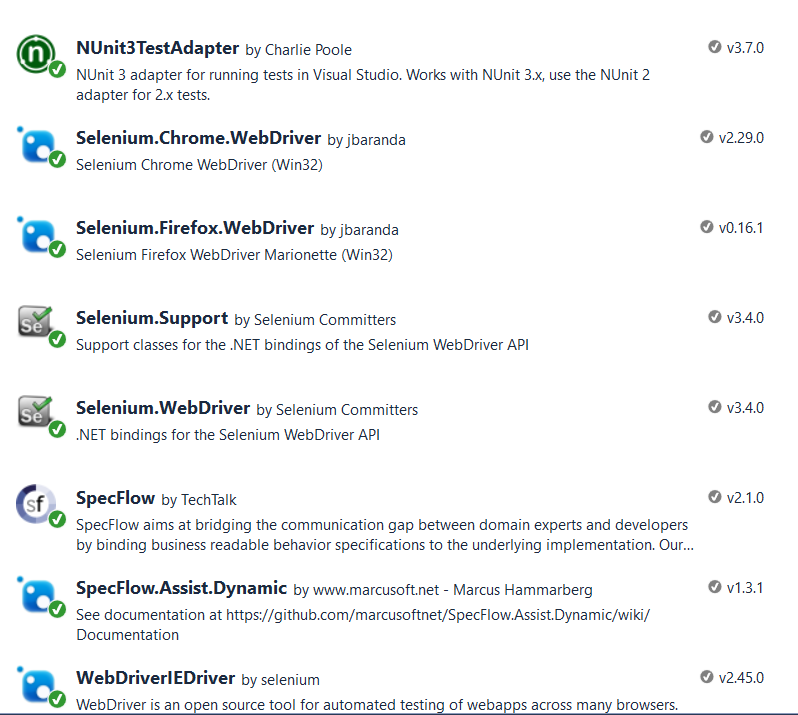 NUnit3TestAdapter by Charlie Poole v3.7.0
NUnit 3 adapter for running tests in Visual Studio. Works with NUnit 3.x, use the NUnit 2
adapter for 2.x tests.
Selenium.Chrome.WebDriver by jbaranda v2.29.0
Selenium Chrome WebDriver (Win32)
Selenium.Firefox.WebDriver by jbaranda v0.16.1
Selenium Firefox WebDriver Marionette (Win32)
Selenium.Support by Selenium Committers v3.4.0
Support classes for the .NET bindings of the Selenium WebDriver API
Selenium.WebDriver by Selenium Committers v3.4.0
.NET bindings for the Selenium WebDriver API
SpecFlow by TechTalk v2.1.0
SpecFlow aims at bridging the communication gap between domain experts and developers
by binding business readable behavior specifications to the underlying implementation. Our...
SpecFlow.Assist.Dynamic by www.marcusoft.net - Marcus Hammarberg v1.3.1
See documentation at https://github.com/marcusoftnet/SpecFlow.Assist.Dynamic/wiki/
Documentation
WebDriverIEDriver by selenium v2.45.0
WebDriver is an open source tool for automated testing of webapps across many browsers.